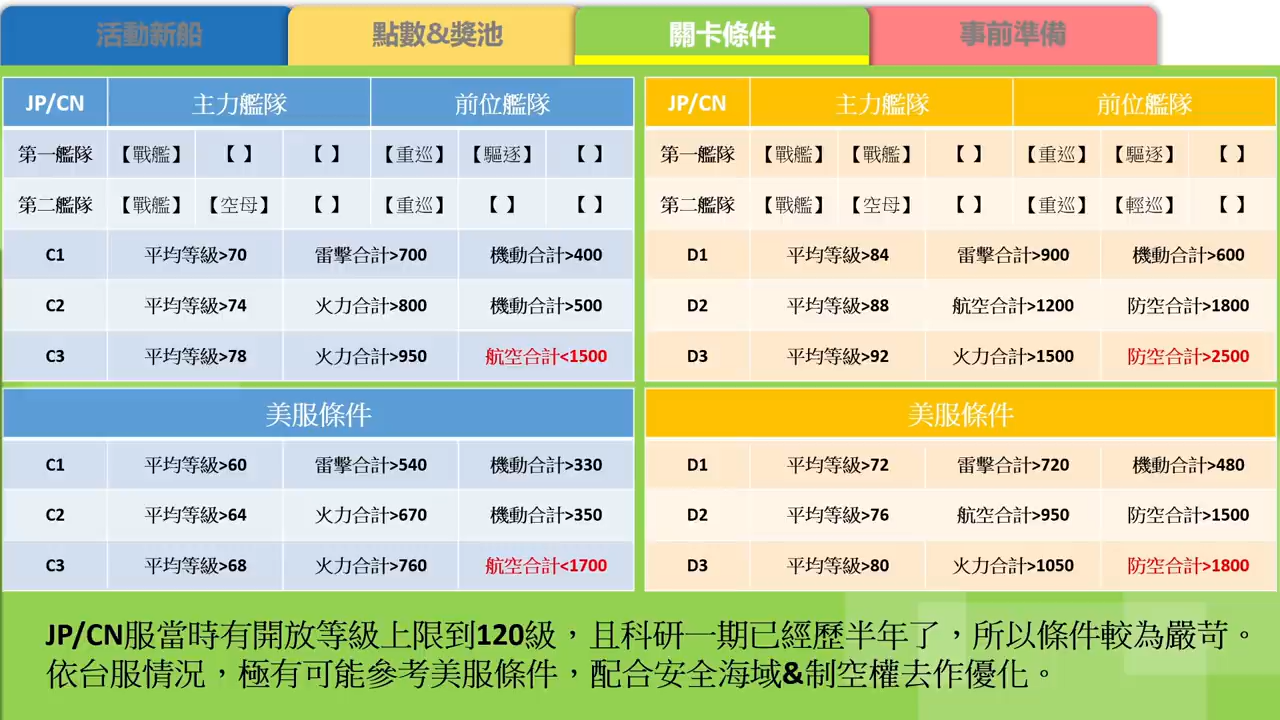 活動新船 點數&獎池 關卡條件 事前準備
JP/CN 主力艦隊 前位艦隊
第一艦隊 【戰艦】 【 】 【 】 【重巡】 【驅逐】 【 】
第二艦隊 【戰艦】 【空母】 【 】 【重巡】 【 】 【 】
C1 平均等級>70 雷擊合計>700 機動合計>400
C2 平均等級>74 火力合計>800 機動合計>500
C3 平均等級>78 火力合計>950 航空合計<1500
美服條件
C1 平均等級>60 雷擊合計>540 機動合計>330
C2 平均等級>64 火力合計>670 機動合計>350
C3 平均等級>68 火力合計>760 航空合計<1700
JP/CN 主力艦隊 前位艦隊
第一艦隊 【戰艦】 【戰艦】 【 】 【重巡】 【驅逐】 【 】
第二艦隊 【戰艦】 【空母】 【 】 【重巡】 【輕巡】 【 】
D1 平均等級>84 雷擊合計>900 機動合計>600
D2 平均等級>88 航空合計>1200 防空合計>1800
D3 平均等級>92 火力合計>1500 防空合計>2500
美服條件
D1 平均等級>72 雷擊合計>720 機動合計>480
D2 平均等級>76 航空合計>950 防空合計>1500
D3 平均等級>80 火力合計>1050 防空合計>1800
JP/CN服當時有開放等級上限到120級，且科研一期已經歷半年了，所以條件較為嚴苛。
依台服情況，極有可能參考美服條件，配合安全海域&制空權去作優化。